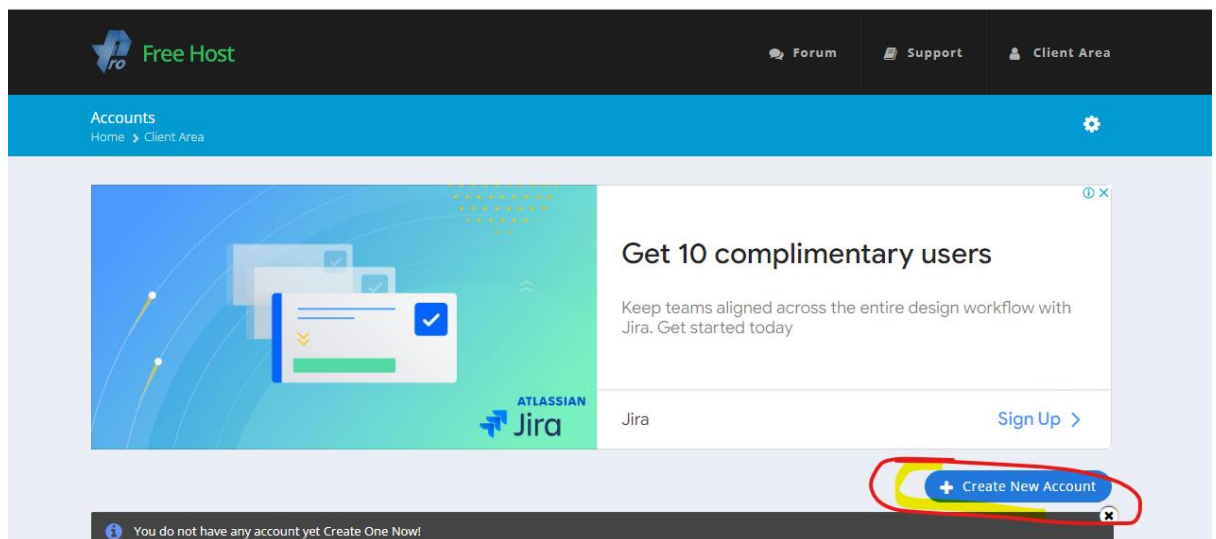 Pro Free Host
Forum Support Client Area
Accounts
Home > Client Area
Get 10 complimentary users
Keep teams aligned across the entire design workflow with
Jira. Get started today
ATLASSIAN
Jira
Jira Sign Up >
+ Create New Account
You do not have any account yet Create One Now!